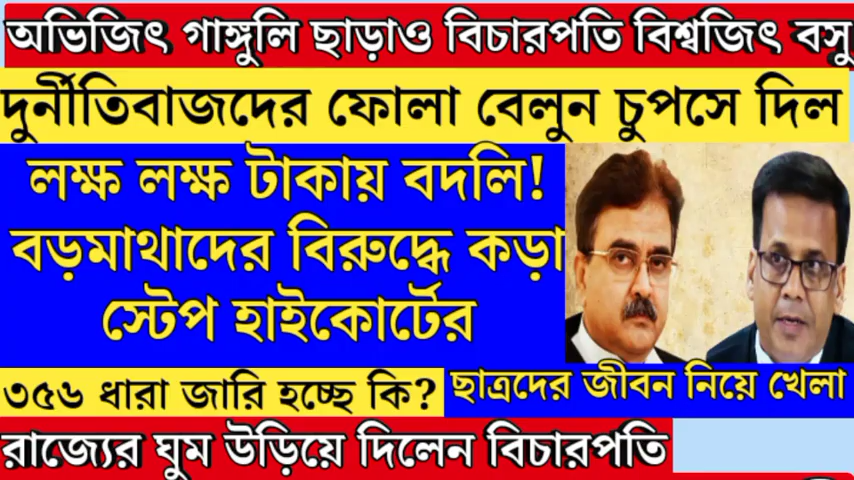 অভিজিৎ গাঙ্গুলি ছাড়াও বিচারপতি বিশ্বজিৎ বসু
দুর্নীতিবাজদের ফোলা বেলুন চুপসে দিল
লক্ষ লক্ষ টাকায় বদলি!
বড়মাথাদের বিরুদ্ধে কড়া
স্টেপ হাইকোর্টের
৩৫৬ ধারা জারি হচ্ছে কি?
ছাত্রদের জীবন নিয়ে খেলা
রাজ্যের ঘুম উড়িয়ে দিলেন বিচারপতি